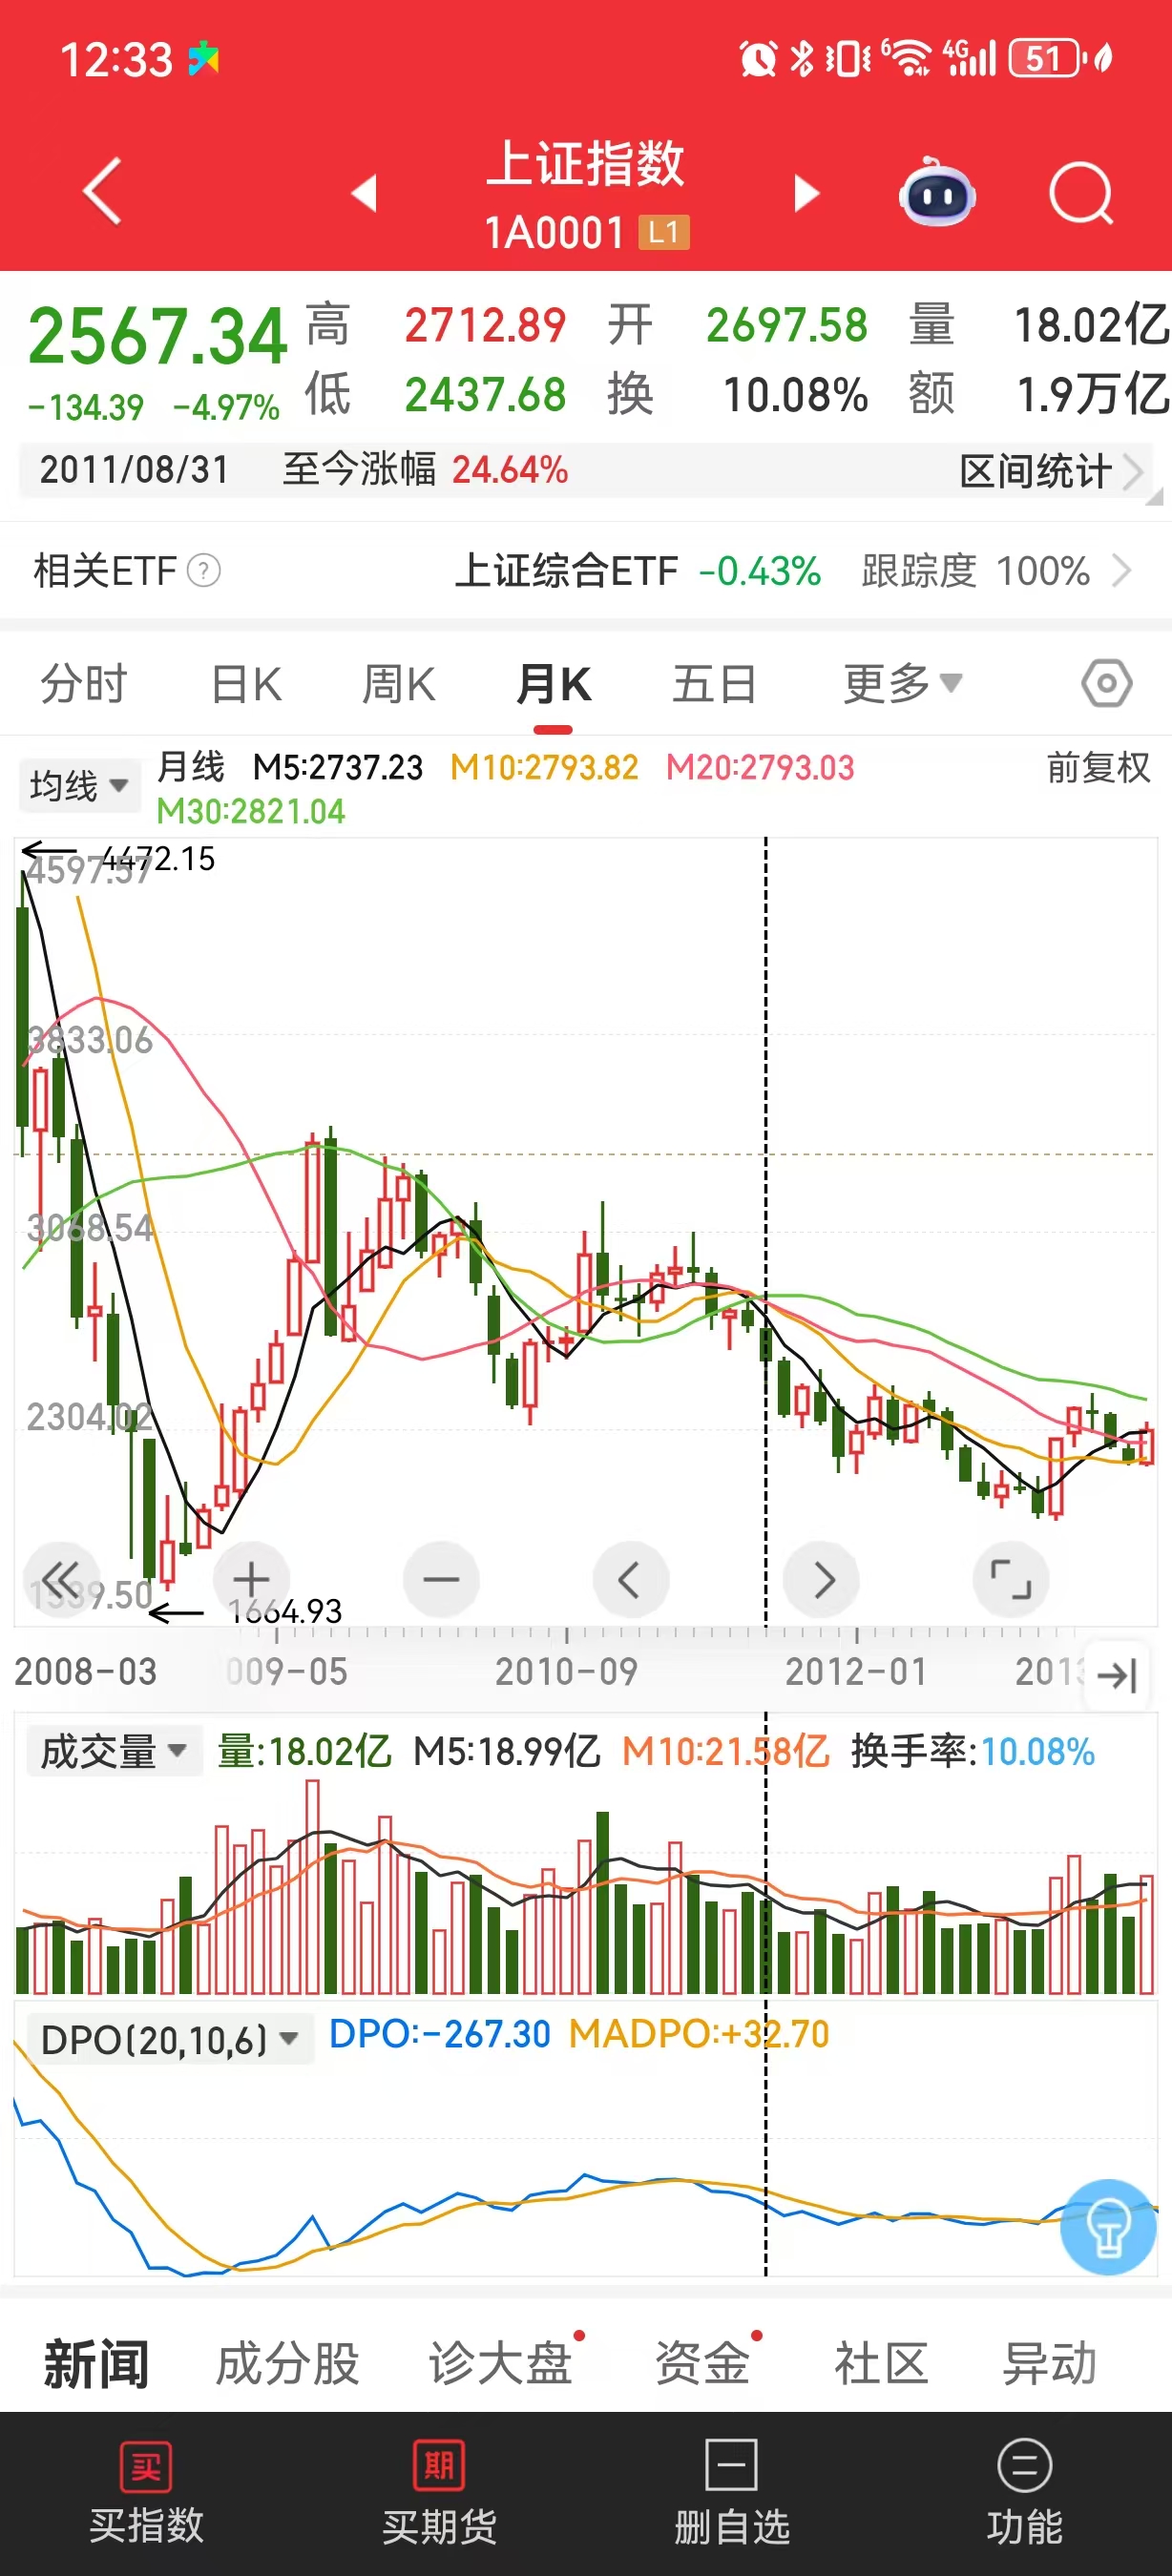 12:33
6 4G 51
上证指数
1A0001 L1
2567.34 高 2712.89 开 2697.58 量 18.02亿
-134.39 -4.97% 低 2437.68 换 10.08% 额 1.9万亿
2011/08/31 至今涨幅 24.64% 区间统计
相关ETF ? 上证综合ETF -0.43% 跟踪度 100%
分时 日K 周K 月K 五日 更多
均线 月线 M5:2737.23 M10:2793.82 M20:2793.03 前复权
M30:2821.04
4472.15
4597.57
3833.06
3068.54
2304.02
1539.50
1664.93
2008-03 009-05 2010-09 2012-01 201
成交量 量:18.02亿 M5:18.99亿 M10:21.58亿 换手率:10.08%
DPO(20,10,6) DPO:-267.30 MADPO:+32.70
新闻 成分股 诊大盘 资金 社区 异动
买 期
买指数 买期货 删自选 功能